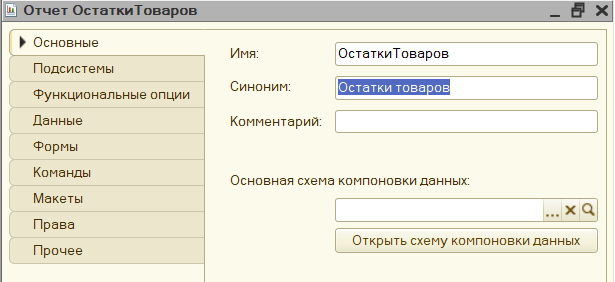 Отчет ОстаткиТоваров
Основные
Подсистемы
Функциональные опции
Данные
Формы
Команды
Макеты
Права
Прочее
Имя: ОстаткиТоваров
Синоним: Остатки товаров
Комментарий:
Основная схема компоновки данных:
...
Открыть схему компоновки данных